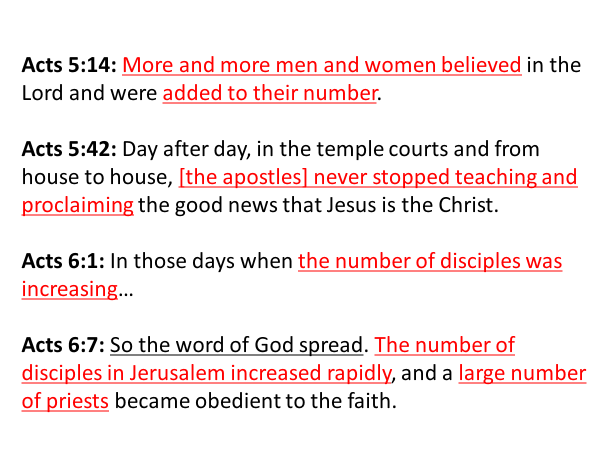 Acts 5:14: More and more men and women believed in the
Lord and were added to their number.
Acts 5:42: Day after day, in the temple courts and from
house to house, [the apostles] never stopped teaching and
proclaiming the good news that Jesus is the Christ.
Acts 6:1: In those days when the number of disciples was
increasing…
Acts 6:7: So the word of God spread. The number of
disciples in Jerusalem increased rapidly, and a large number
of priests became obedient to the faith.